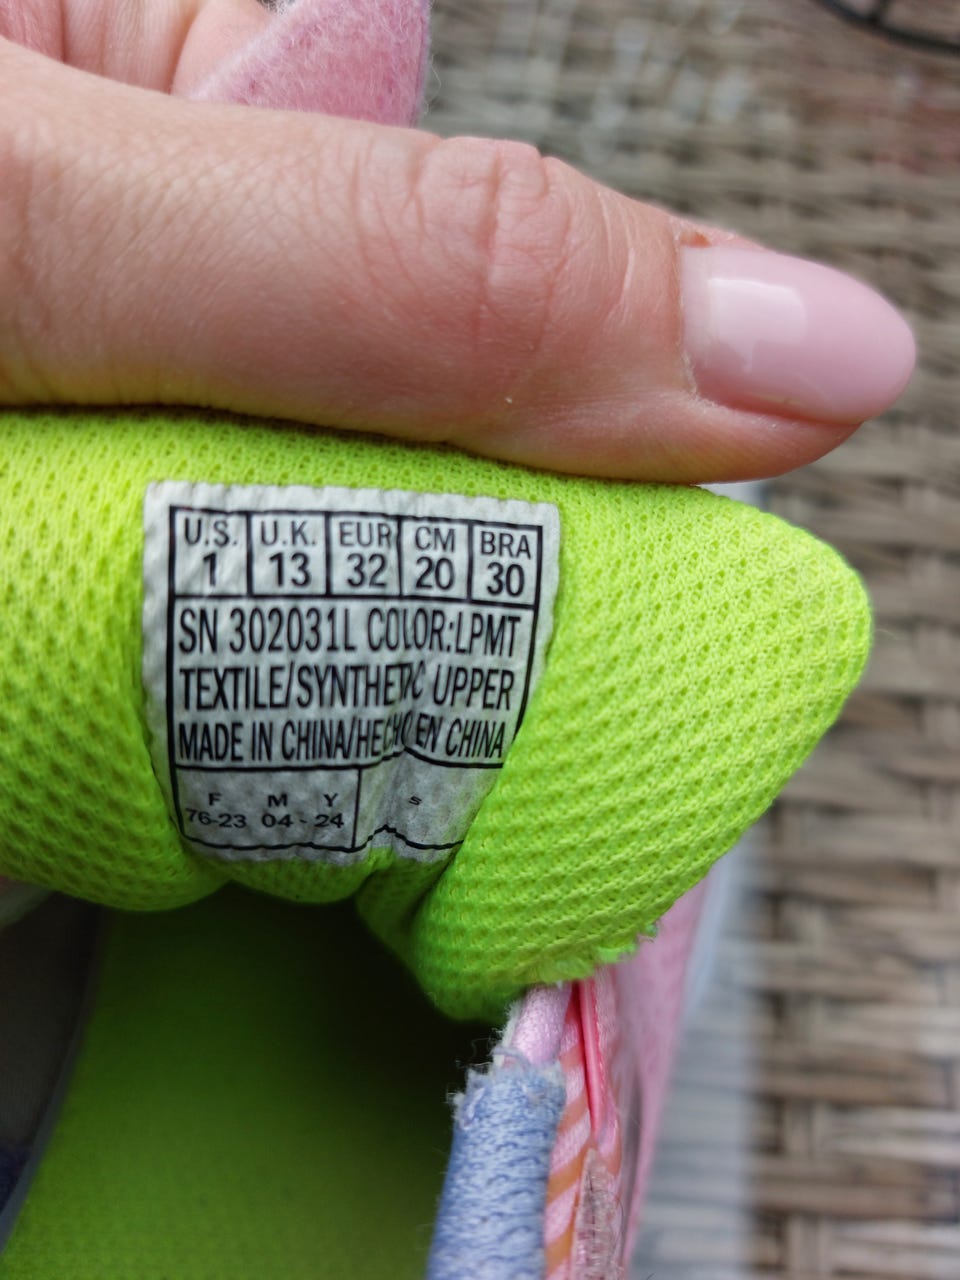 U.S. U.K. EUR CM BRA
1 13 32 20 30
SN 302031L COLOR:LPMT
TEXTILE/SYNTHETIC UPPER
MADE IN CHINA/HECHO EN CHINA
F M Y S
76-23 04 - 24